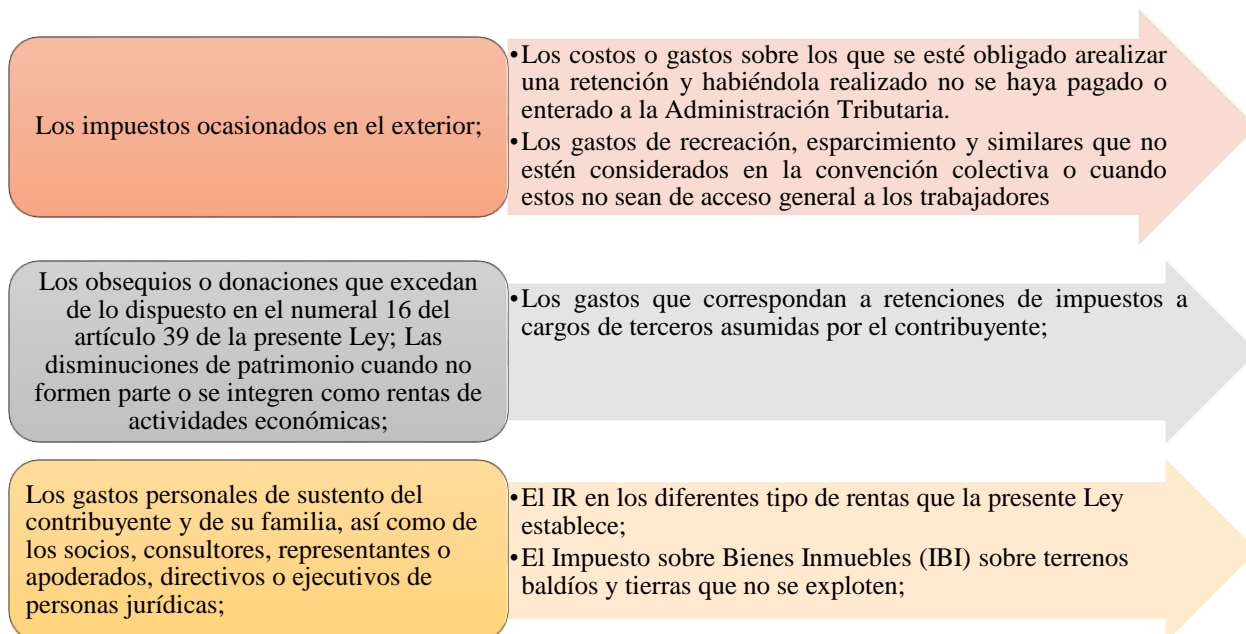 Los impuestos ocasionados en el exterior;
•Los costos o gastos sobre los que se esté obligado arealizar
una retención y habiéndola realizado no se haya pagado o
enterado a la Administración Tributaria.
•Los gastos de recreación, esparcimiento y similares que no
estén considerados en la convención colectiva o cuando
estos no sean de acceso general a los trabajadores
Los obsequios o donaciones que excedan
de lo dispuesto en el numeral 16 del
artículo 39 de la presente Ley; Las
disminuciones de patrimonio cuando no
formen parte o se integren como rentas de
actividades económicas;
•Los gastos que correspondan a retenciones de impuestos a
cargos de terceros asumidas por el contribuyente;
Los gastos personales de sustento del
contribuyente y de su familia, así como de
los socios, consultores, representantes o
apoderados, directivos o ejecutivos de
personas jurídicas;
•El IR en los diferentes tipo de rentas que la presente Ley
establece;
•El Impuesto sobre Bienes Inmuebles (IBI) sobre terrenos
baldíos y tierras que no se exploten;